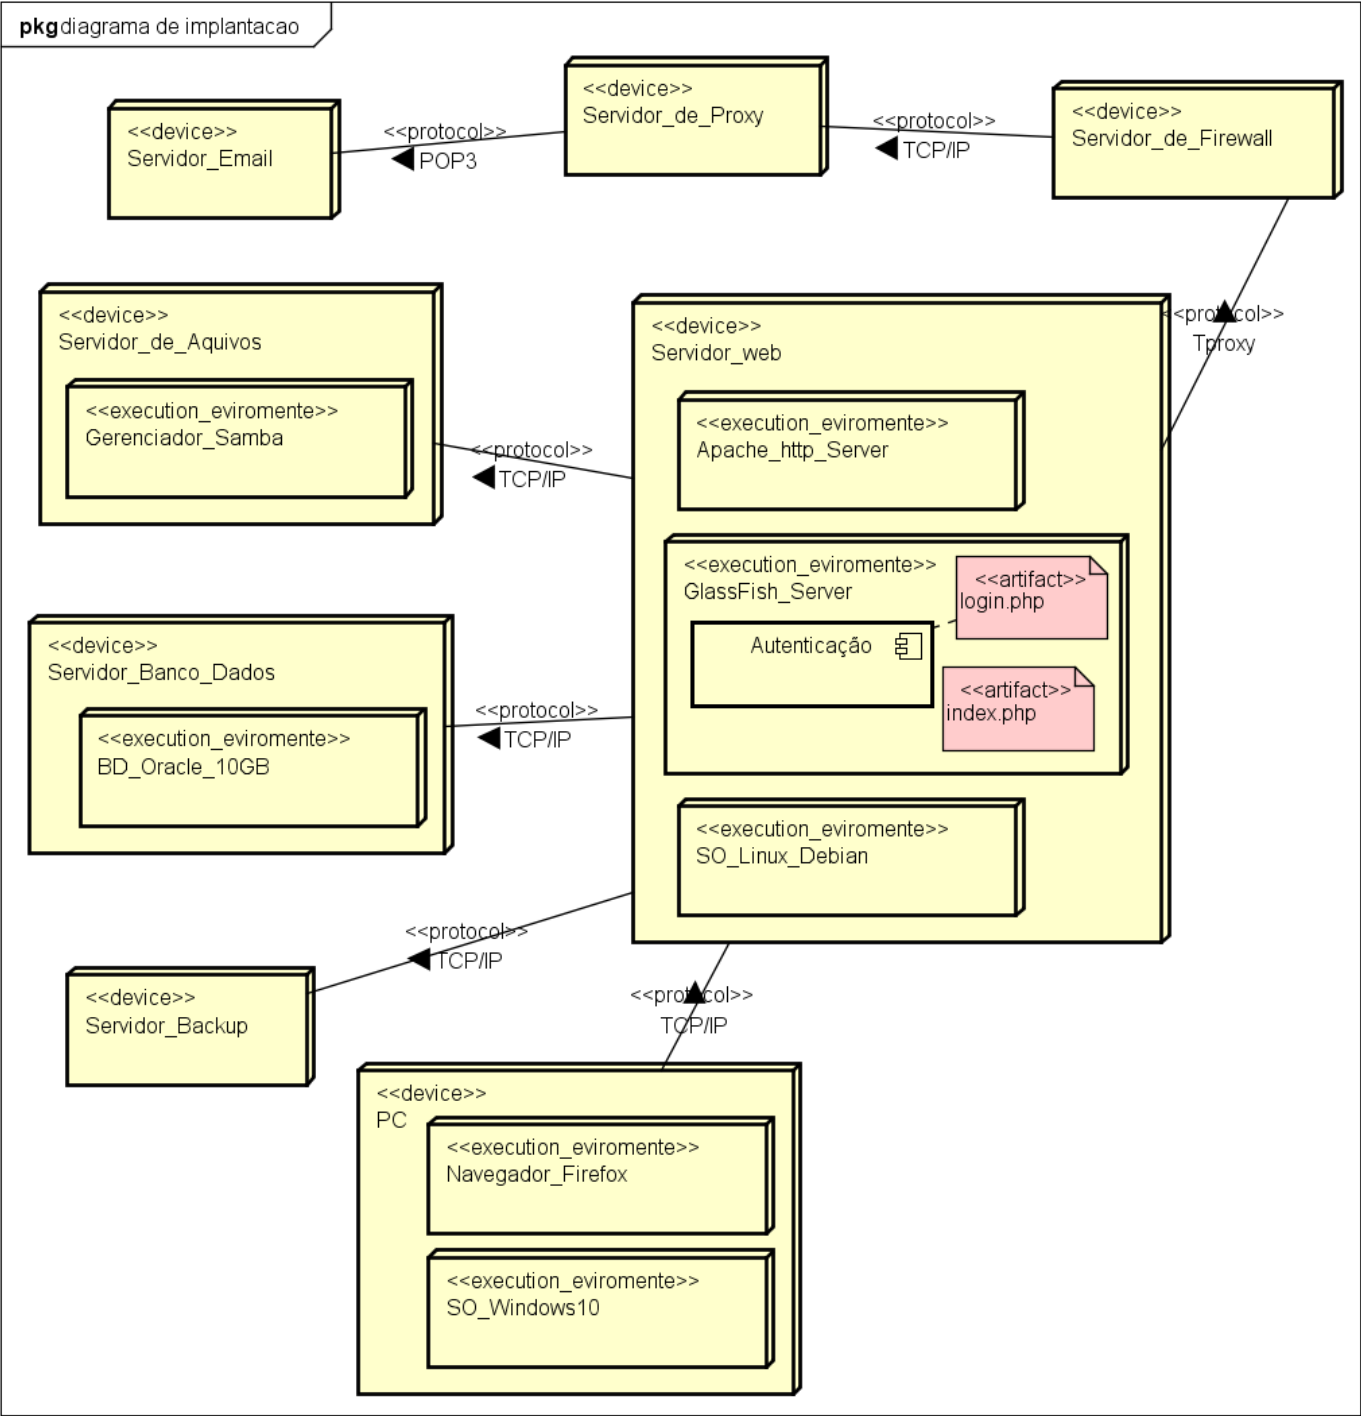 pkg diagrama de implantacao
<<device>>
Servidor_Email
<<protocol>>
POP3
<<device>>
Servidor_de_Proxy
<<protocol>>
TCP/IP
<<device>>
Servidor_de_Firewall
<<protocol>>
Tproxy
<<device>>
Servidor_de_Aquivos
<<execution_eviromente>>
Gerenciador_Samba
<<protocol>>
TCP/IP
<<device>>
Servidor_web
<<execution_eviromente>>
Apache_http_Server
<<execution_eviromente>>
GlassFish_Server
<<artifact>>
login.php
Autenticação
<<artifact>>
index.php
<<execution_eviromente>>
SO_Linux_Debian
<<device>>
Servidor_Banco_Dados
<<execution_eviromente>>
BD_Oracle_10GB
<<protocol>>
TCP/IP
<<protocol>>
TCP/IP
<<device>>
Servidor_Backup
<<protocol>>
TCP/IP
<<device>>
PC
<<execution_eviromente>>
Navegador_Firefox
<<execution_eviromente>>
SO_Windows10